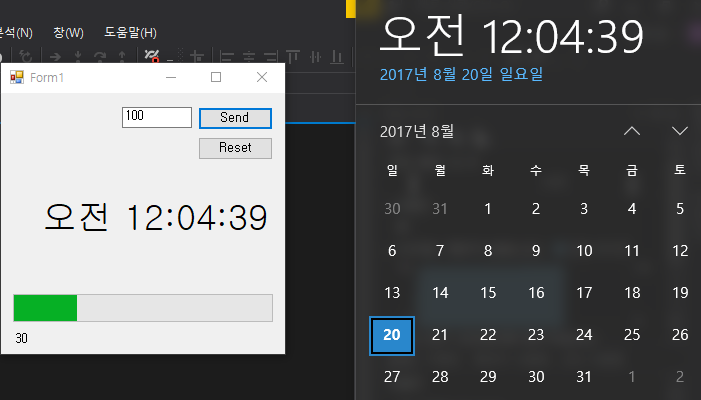 분석(N) 창(W) 도움말(H)
Form1
100
Send
Reset
오전 12:04:39
30
오전 12:04:39
2017년 8월 20일 일요일
2017년 8월
일 월 화 수 목 금 토
30 31 1 2 3 4 5
6 7 8 9 10 11 12
13 14 15 16 17 18 19
20 21 22 23 24 25 26
27 28 29 30 31 1 2